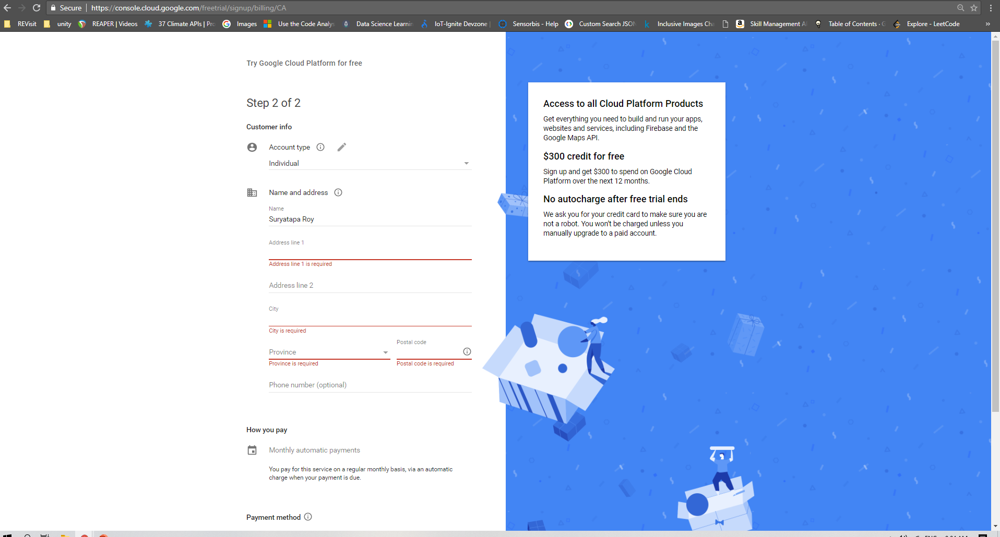 Secure https://console.cloud.google.com/freetrial/signup/billing/CA
REVisit unity REAPER | Videos 37 Climate APIs | Pro Images Use the Code Analys Data Science Learnin IoT-Ignite Devzone | Sensorbis - Help Custom Search JSON Inclusive Images Cha Skill Management A Table of Contents · G Explore - LeetCode »
Try Google Cloud Platform for free
Step 2 of 2
Customer info
Account type
Individual
Name and address
Name
Suryatapa Roy
Address line 1
Address line 1 is required
Address line 2
City
City is required
Province
Postal code
Province is required
Postal code is required
Phone number (optional)
How you pay
Monthly automatic payments
You pay for this service on a regular monthly basis, via an automatic
charge when your payment is due.
Payment method
Access to all Cloud Platform Products
Get everything you need to build and run your apps,
websites and services, including Firebase and the
Google Maps API.
$300 credit for free
Sign up and get $300 to spend on Google Cloud
Platform over the next 12 months.
No autocharge after free trial ends
We ask you for your credit card to make sure you are
not a robot. You won't be charged unless you
manually upgrade to a paid account.